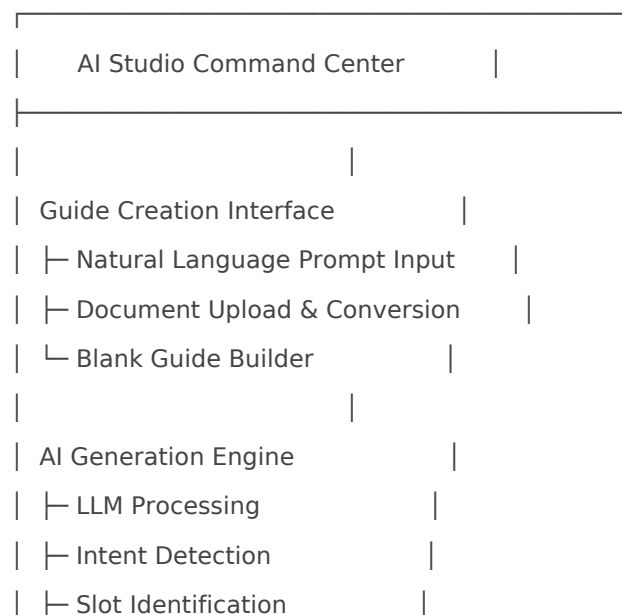 AI Studio Command Center
Guide Creation Interface
├─ Natural Language Prompt Input
├─ Document Upload & Conversion
└─ Blank Guide Builder
AI Generation Engine
├─ LLM Processing
├─ Intent Detection
├─ Slot Identification